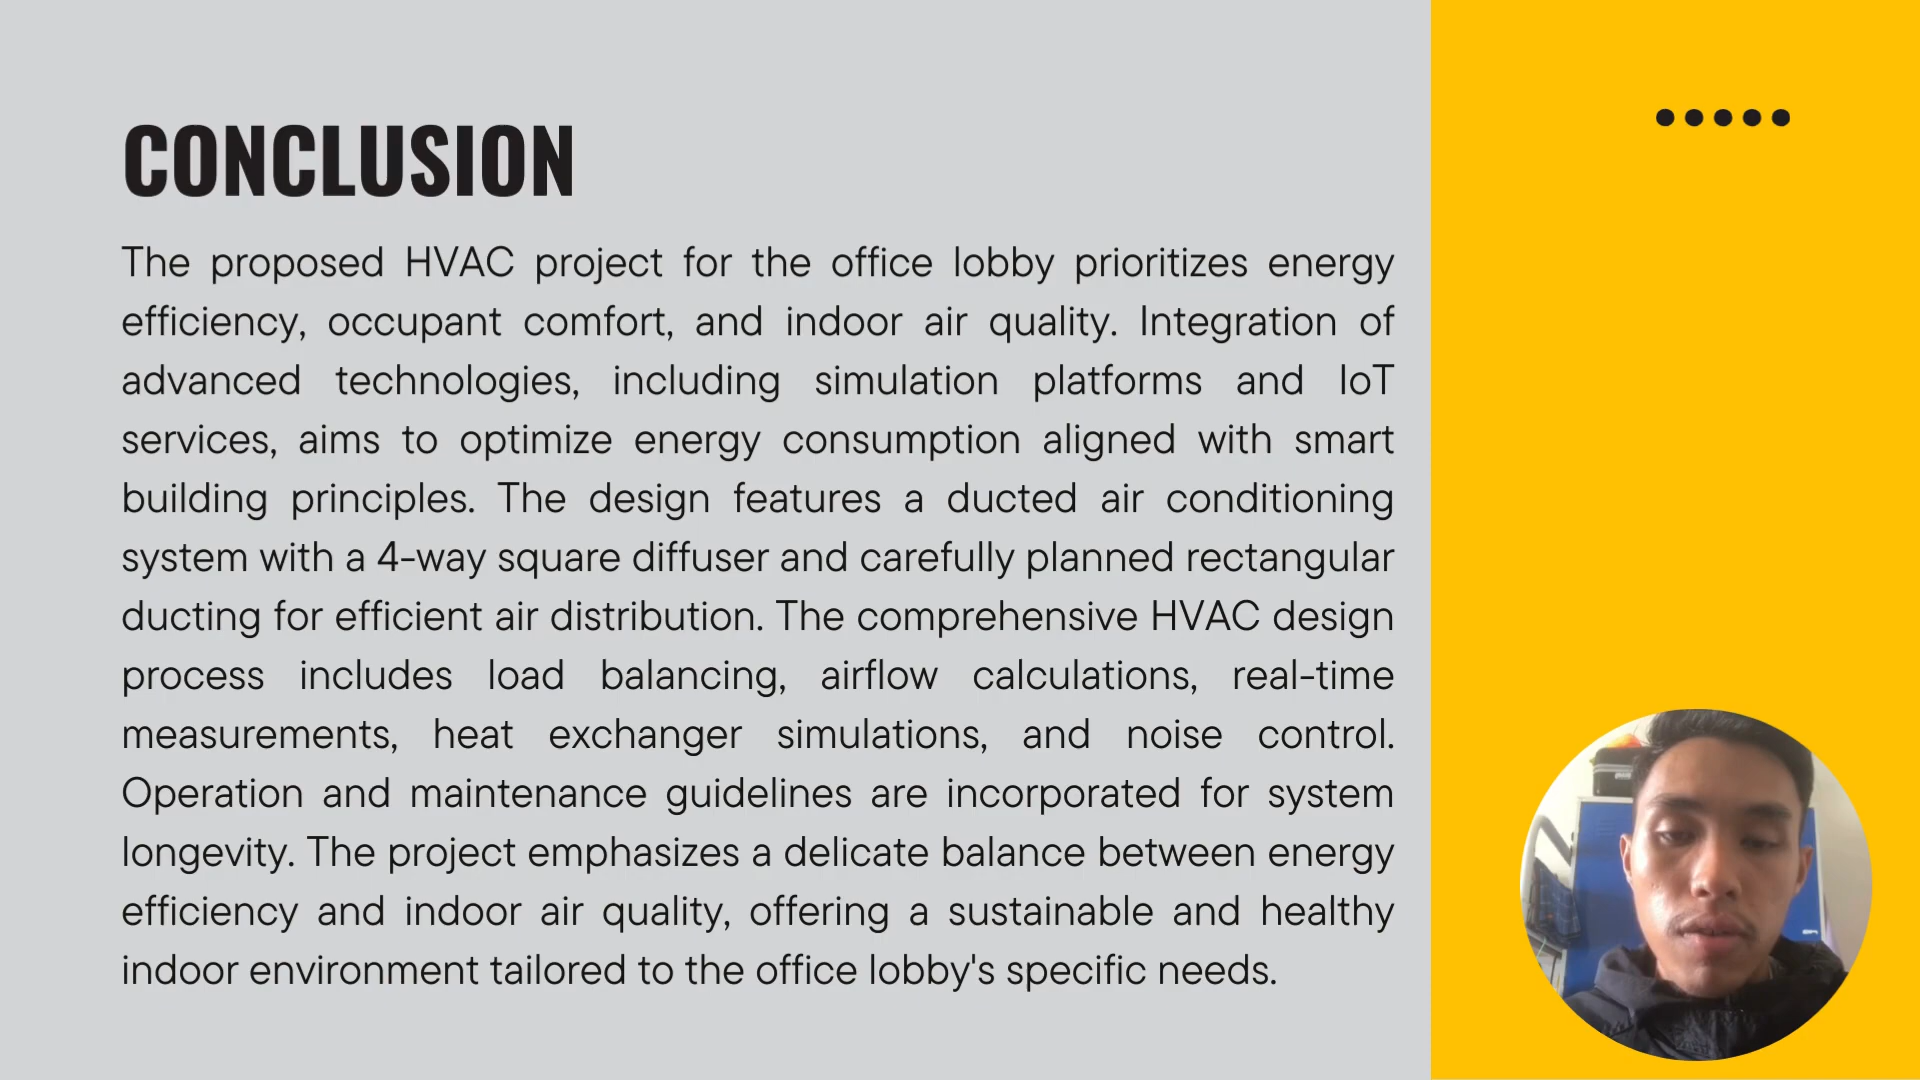 CONCLUSION
The proposed HVAC project for the office lobby prioritizes energy
efficiency, occupant comfort, and indoor air quality. Integration of
advanced technologies, including simulation platforms and IoT
services, aims to optimize energy consumption aligned with smart
building principles. The design features a ducted air conditioning
system with a 4-way square diffuser and carefully planned rectangular
ducting for efficient air distribution. The comprehensive HVAC design
process includes load balancing, airflow calculations, real-time
measurements, heat exchanger simulations, and noise control.
Operation and maintenance guidelines are incorporated for system
longevity. The project emphasizes a delicate balance between energy
efficiency and indoor air quality, offering a sustainable and healthy
indoor environment tailored to the office lobby's specific needs.